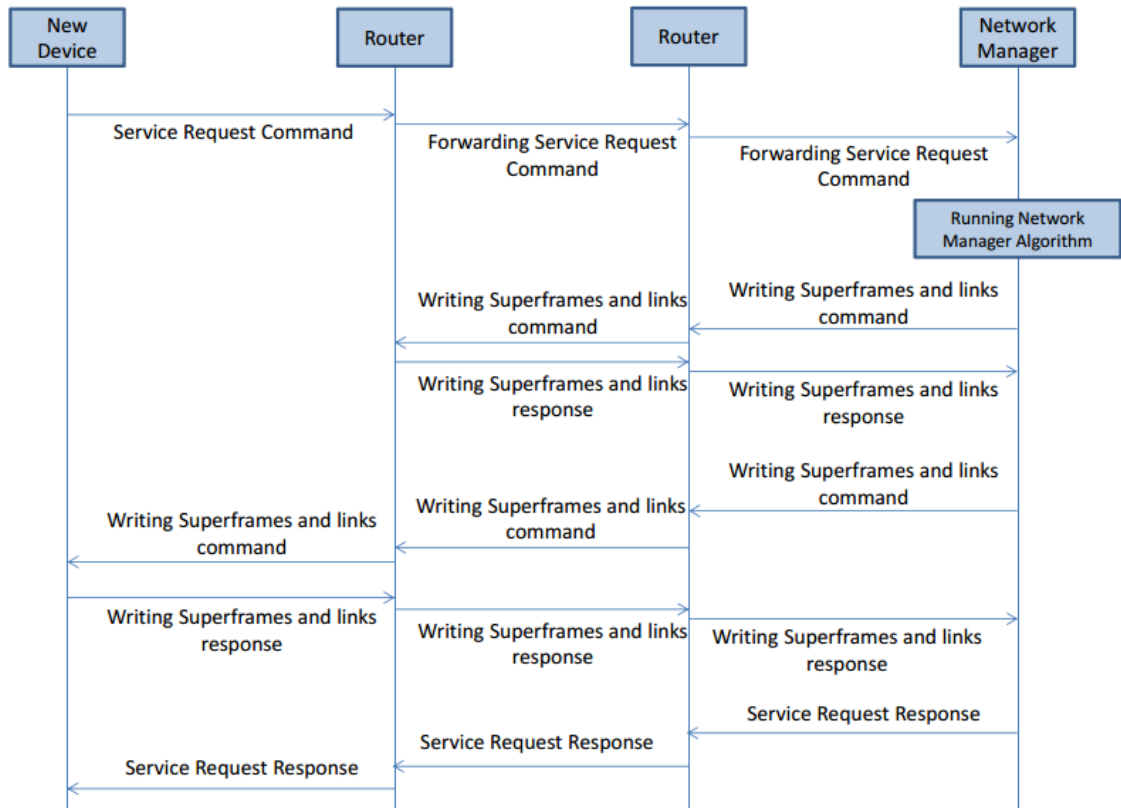 New
Device
Router
Router
Network
Manager
Service Request Command
Forwarding Service Request
Command
Forwarding Service Request
Command
Running Network
Manager Algorithm
Writing Superframes and links
command
Writing Superframes and links
command
Writing Superframes and links
response
Writing Superframes and links
response
Writing Superframes and links
command
Writing Superframes and links
command
Writing Superframes and links
command
Writing Superframes and links
response
Writing Superframes and links
response
Writing Superframes and links
response
Service Request Response
Service Request Response
Service Request Response